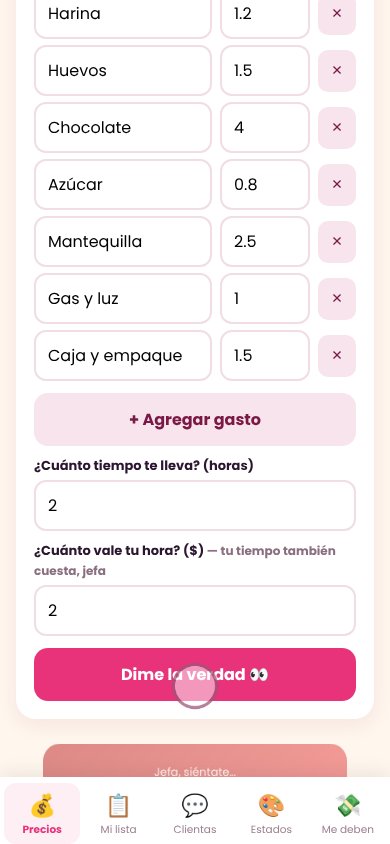 Harina 1.2 ×
Huevos 1.5 ×
Chocolate 4 ×
Azúcar 0.8 ×
Mantequilla 2.5 ×
Gas y luz 1 ×
Caja y empaque 1.5 ×
+ Agregar gasto
¿Cuánto tiempo te lleva? (horas)
2
¿Cuánto vale tu hora? ($) — tu tiempo también
cuesta, jefa
2
Dime la verdad 👀
Jefa, siéntate...
Precios Mi lista Clientas Estados Me deben